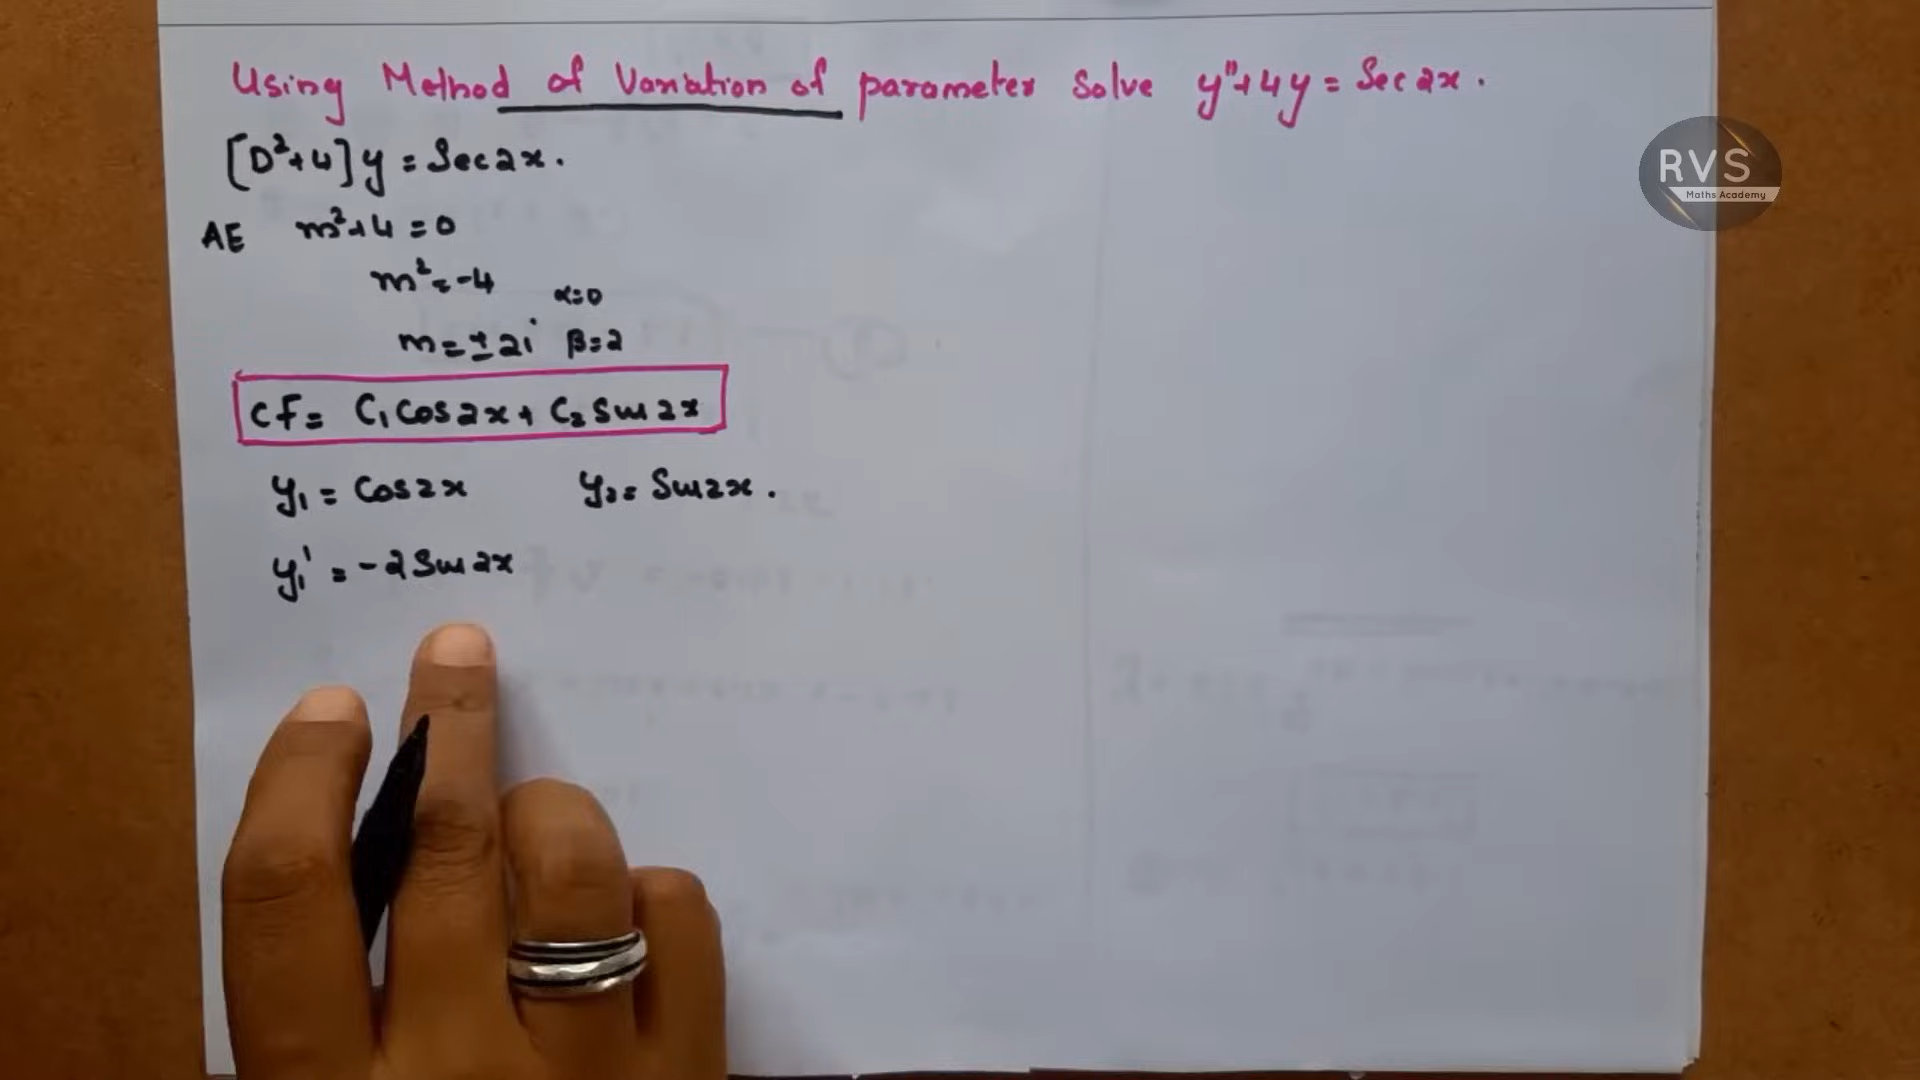 Using Method of Variation of parameter Solve y"+4y = Sec2x.
[D²+4]y = Sec2x.
AE m²+4 = 0
m² = -4 α=0
m = ±2i β=2
CF = C₁Cos2x + C₂Sin2x
y₁ = Cos2x y₂ = Sin2x.
y₁' = -2Sin2x
RVS
Maths Academy